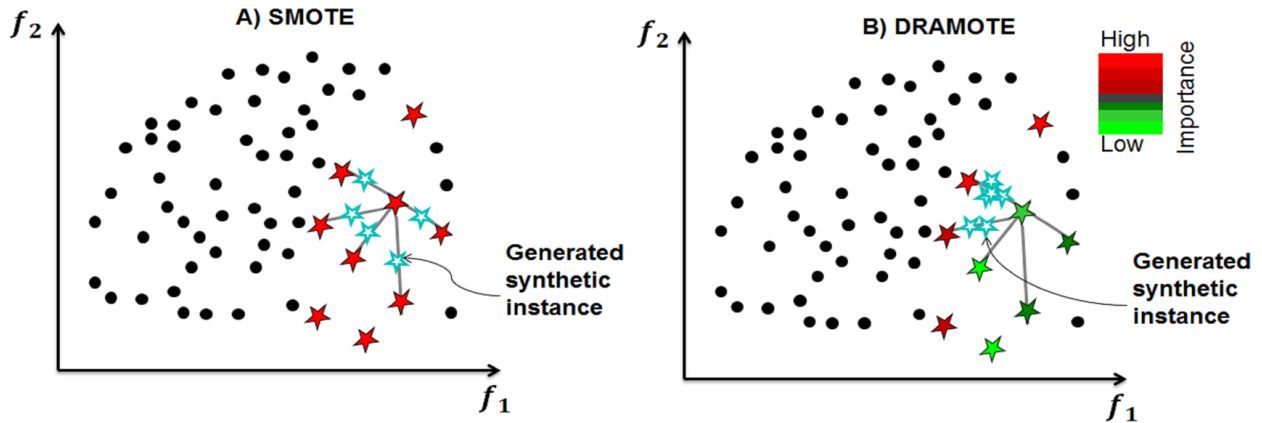 A) SMOTE
f2
Generated
synthetic
instance
f1
B) DRAMOTE
f2
High
Importance
Low
Generated
synthetic
instance
f1